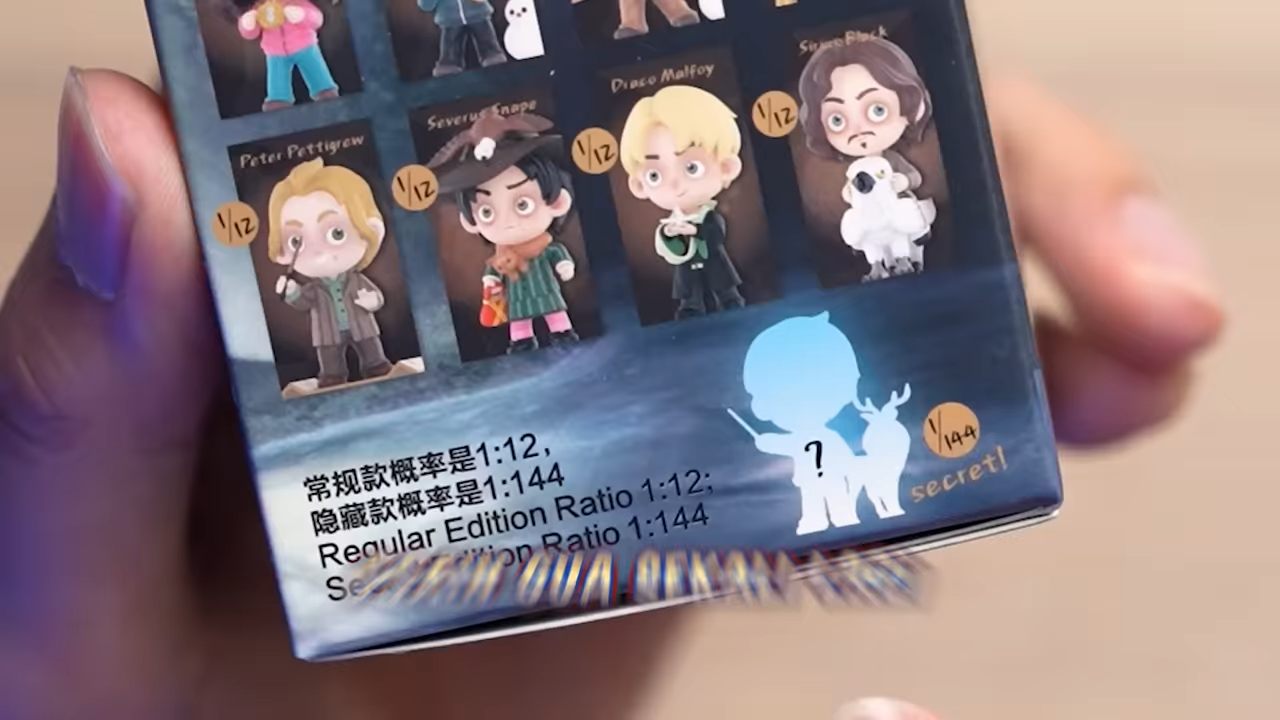 Sirius Black
Draco Malfoy
1/12
Severus Snape
1/12
Peter Pettigrew
1/12
1/12
?
1/144
secret!
常规款概率是1:12,
隐藏款概率是1:144
Regular Edition Ratio 1:12;
Edition Ratio 1:144